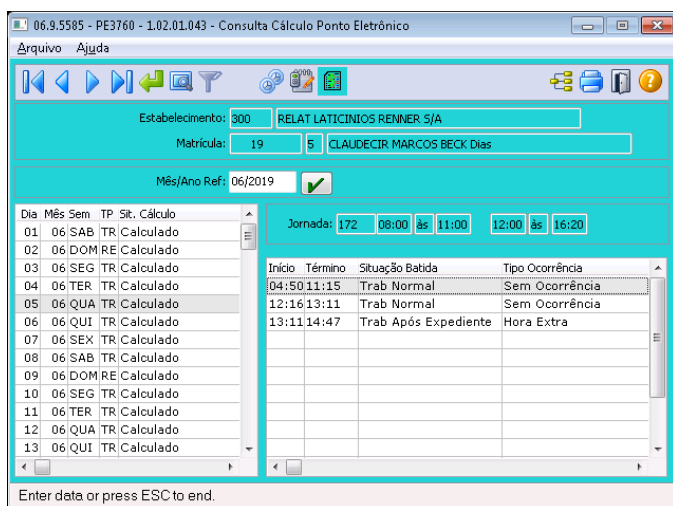 06.9.5585 - PE3760 - 1.02.01.043 - Consulta Cálculo Ponto Eletrônico
Arquivo Ajuda
Estabelecimento: 300 RELAT LATICINIOS RENNER S/A
Matrícula: 19 5 CLAUDECIR MARCOS BECK Dias
Mês/Ano Ref: 06/2019
Jornada: 172 08:00 às 11:00 12:00 às 16:20
Dia Mês Sem TP Sit. Cálculo
01 06 SAB TR Calculado
02 06 DOM RE Calculado
03 06 SEG TR Calculado
04 06 TER TR Calculado
05 06 QUA TR Calculado
06 06 QUI TR Calculado
07 06 SEX TR Calculado
08 06 SAB TR Calculado
09 06 DOM RE Calculado
10 06 SEG TR Calculado
11 06 TER TR Calculado
12 06 QUA TR Calculado
13 06 QUI TR Calculado
Início Término Situação Batida Tipo Ocorrência
04:50 11:15 Trab Normal Sem Ocorrência
12:16 13:11 Trab Normal Sem Ocorrência
13:11 14:47 Trab Após Expediente Hora Extra
Enter data or press ESC to end.